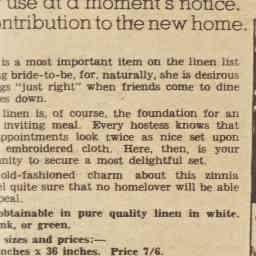 use at a moment's notice.
ontribution to the new home.
is a most important item on the linen list
bride-to-be, for, naturally, she is desirous
gs "just right" when friends come to dine
es down.
linen is, of course, the foundation for an
inviting meal. Every hostess knows that
appointments look twice as nice set upon
embroidered cloth. Here, then, is your
unity to secure a most delightful set.
old-fashioned charm about this zinnia
el quite sure that no homelover will be able
peal.
obtainable in pure quality linen in white.
nk, or green.
sizes and prices:—
inches x 36 inches. Price 7/6.